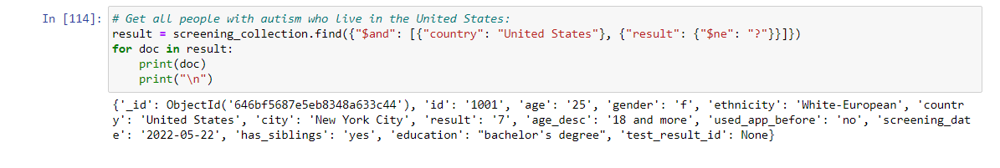 In [114]: # Get all people with autism who live in the United States:
result = screening_collection.find({"$and": [{"country": "United States"}, {"result": {"$ne": "?"}}]})
for doc in result:
    print(doc)
    print("\n")
{'_id': ObjectId('646bf5687e5eb8348a633c44'), 'id': '1001', 'age': '25', 'gender': 'f', 'ethnicity': 'White-European', 'countr
y': 'United States', 'city': 'New York City', 'result': '7', 'age_desc': '18 and more', 'used_app_before': 'no', 'screening_dat
e': '2022-05-22', 'has_siblings': 'yes', 'education': "bachelor's degree", 'test_result_id': None}